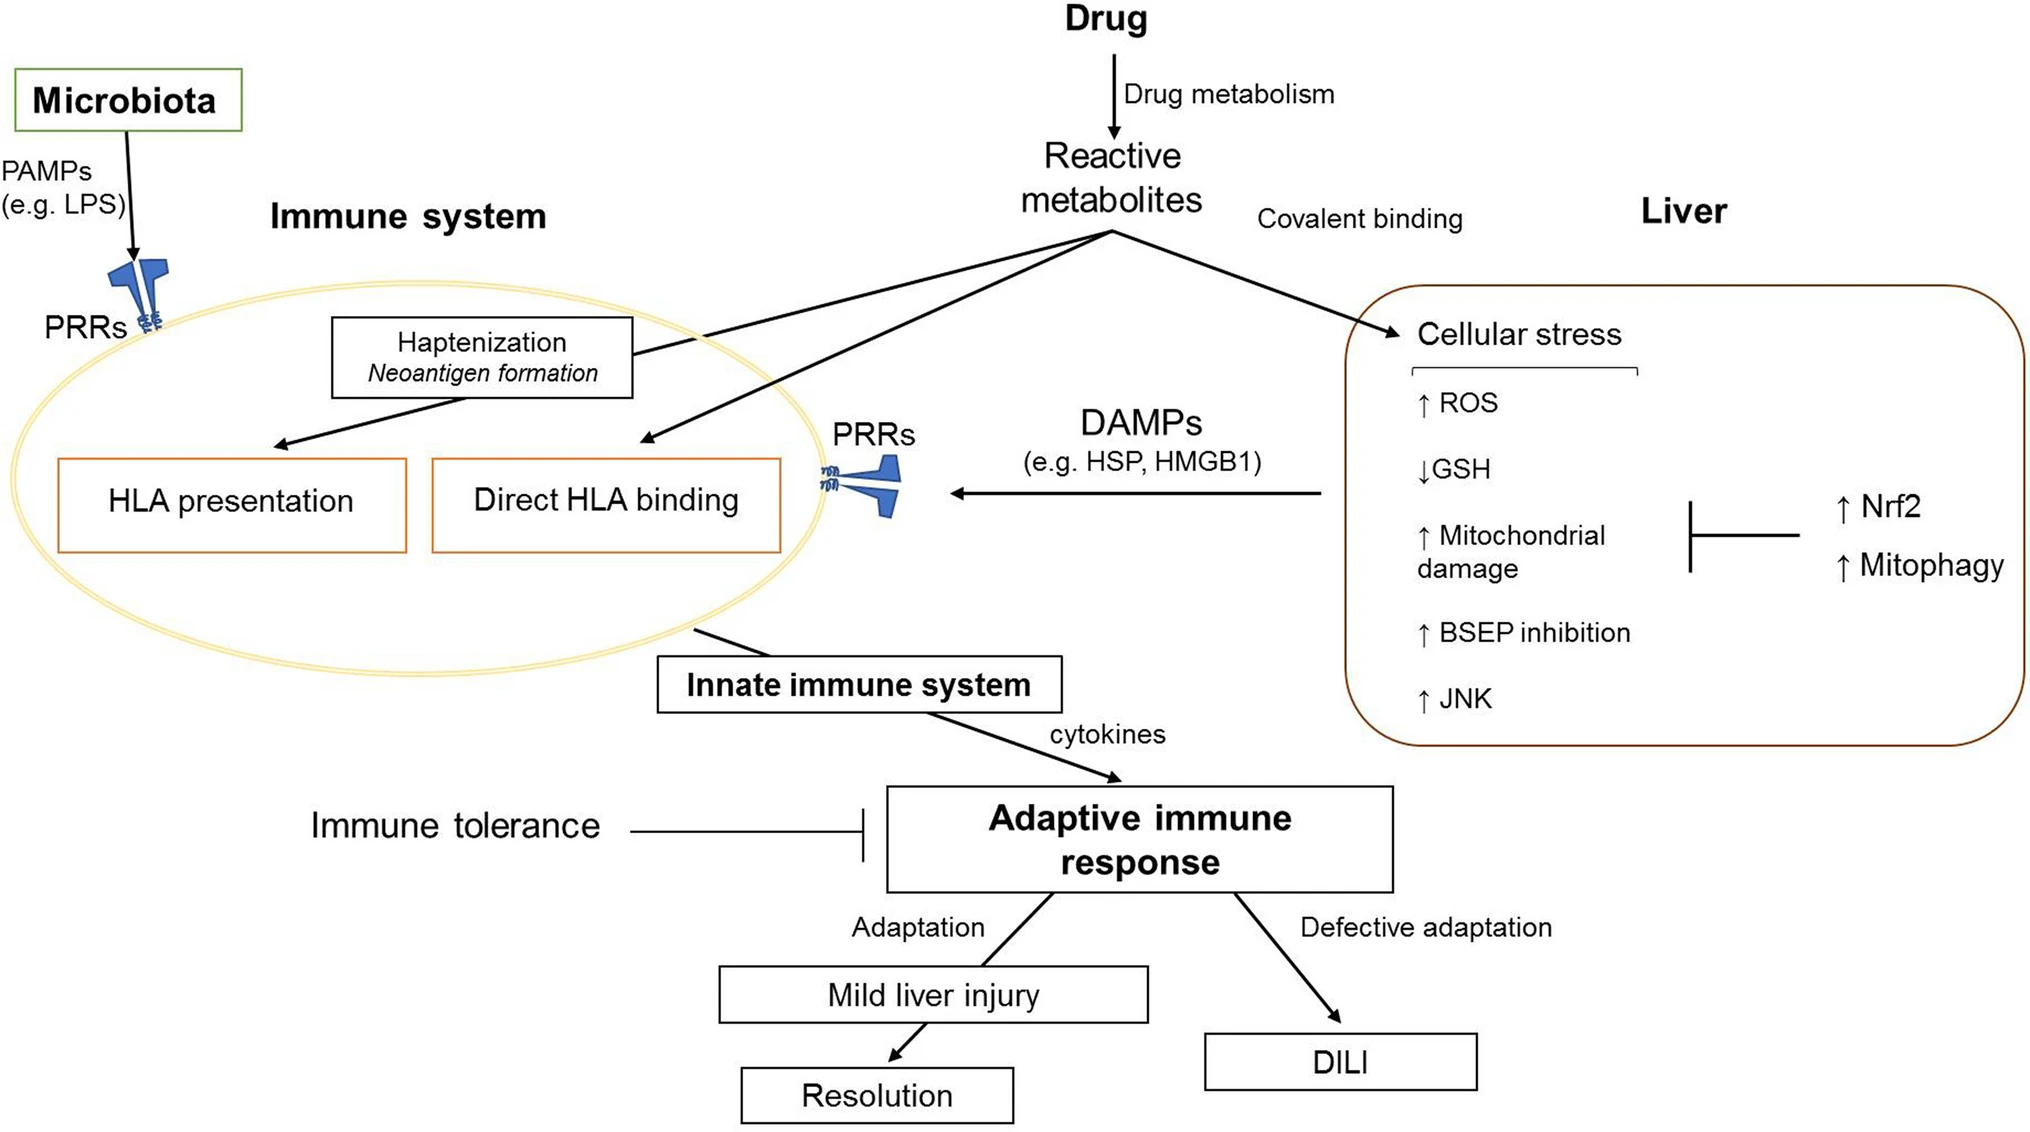 Drug
Drug metabolism
Microbiota
Reactive
metabolites
PAMPs
(e.g. LPS)
Immune system
Covalent binding
Liver
PRRs
Haptenization
Neoantigen formation
HLA presentation
Direct HLA binding
PRRs
DAMPs
(e.g. HSP, HMGB1)
Cellular stress
↑ ROS
↓GSH
↑ Mitochondrial
damage
↑ BSEP inhibition
↑ JNK
↑ Nrf2
↑ Mitophagy
Innate immune system
cytokines
Immune tolerance
Adaptive immune
response
Adaptation
Defective adaptation
Mild liver injury
Resolution
DILI